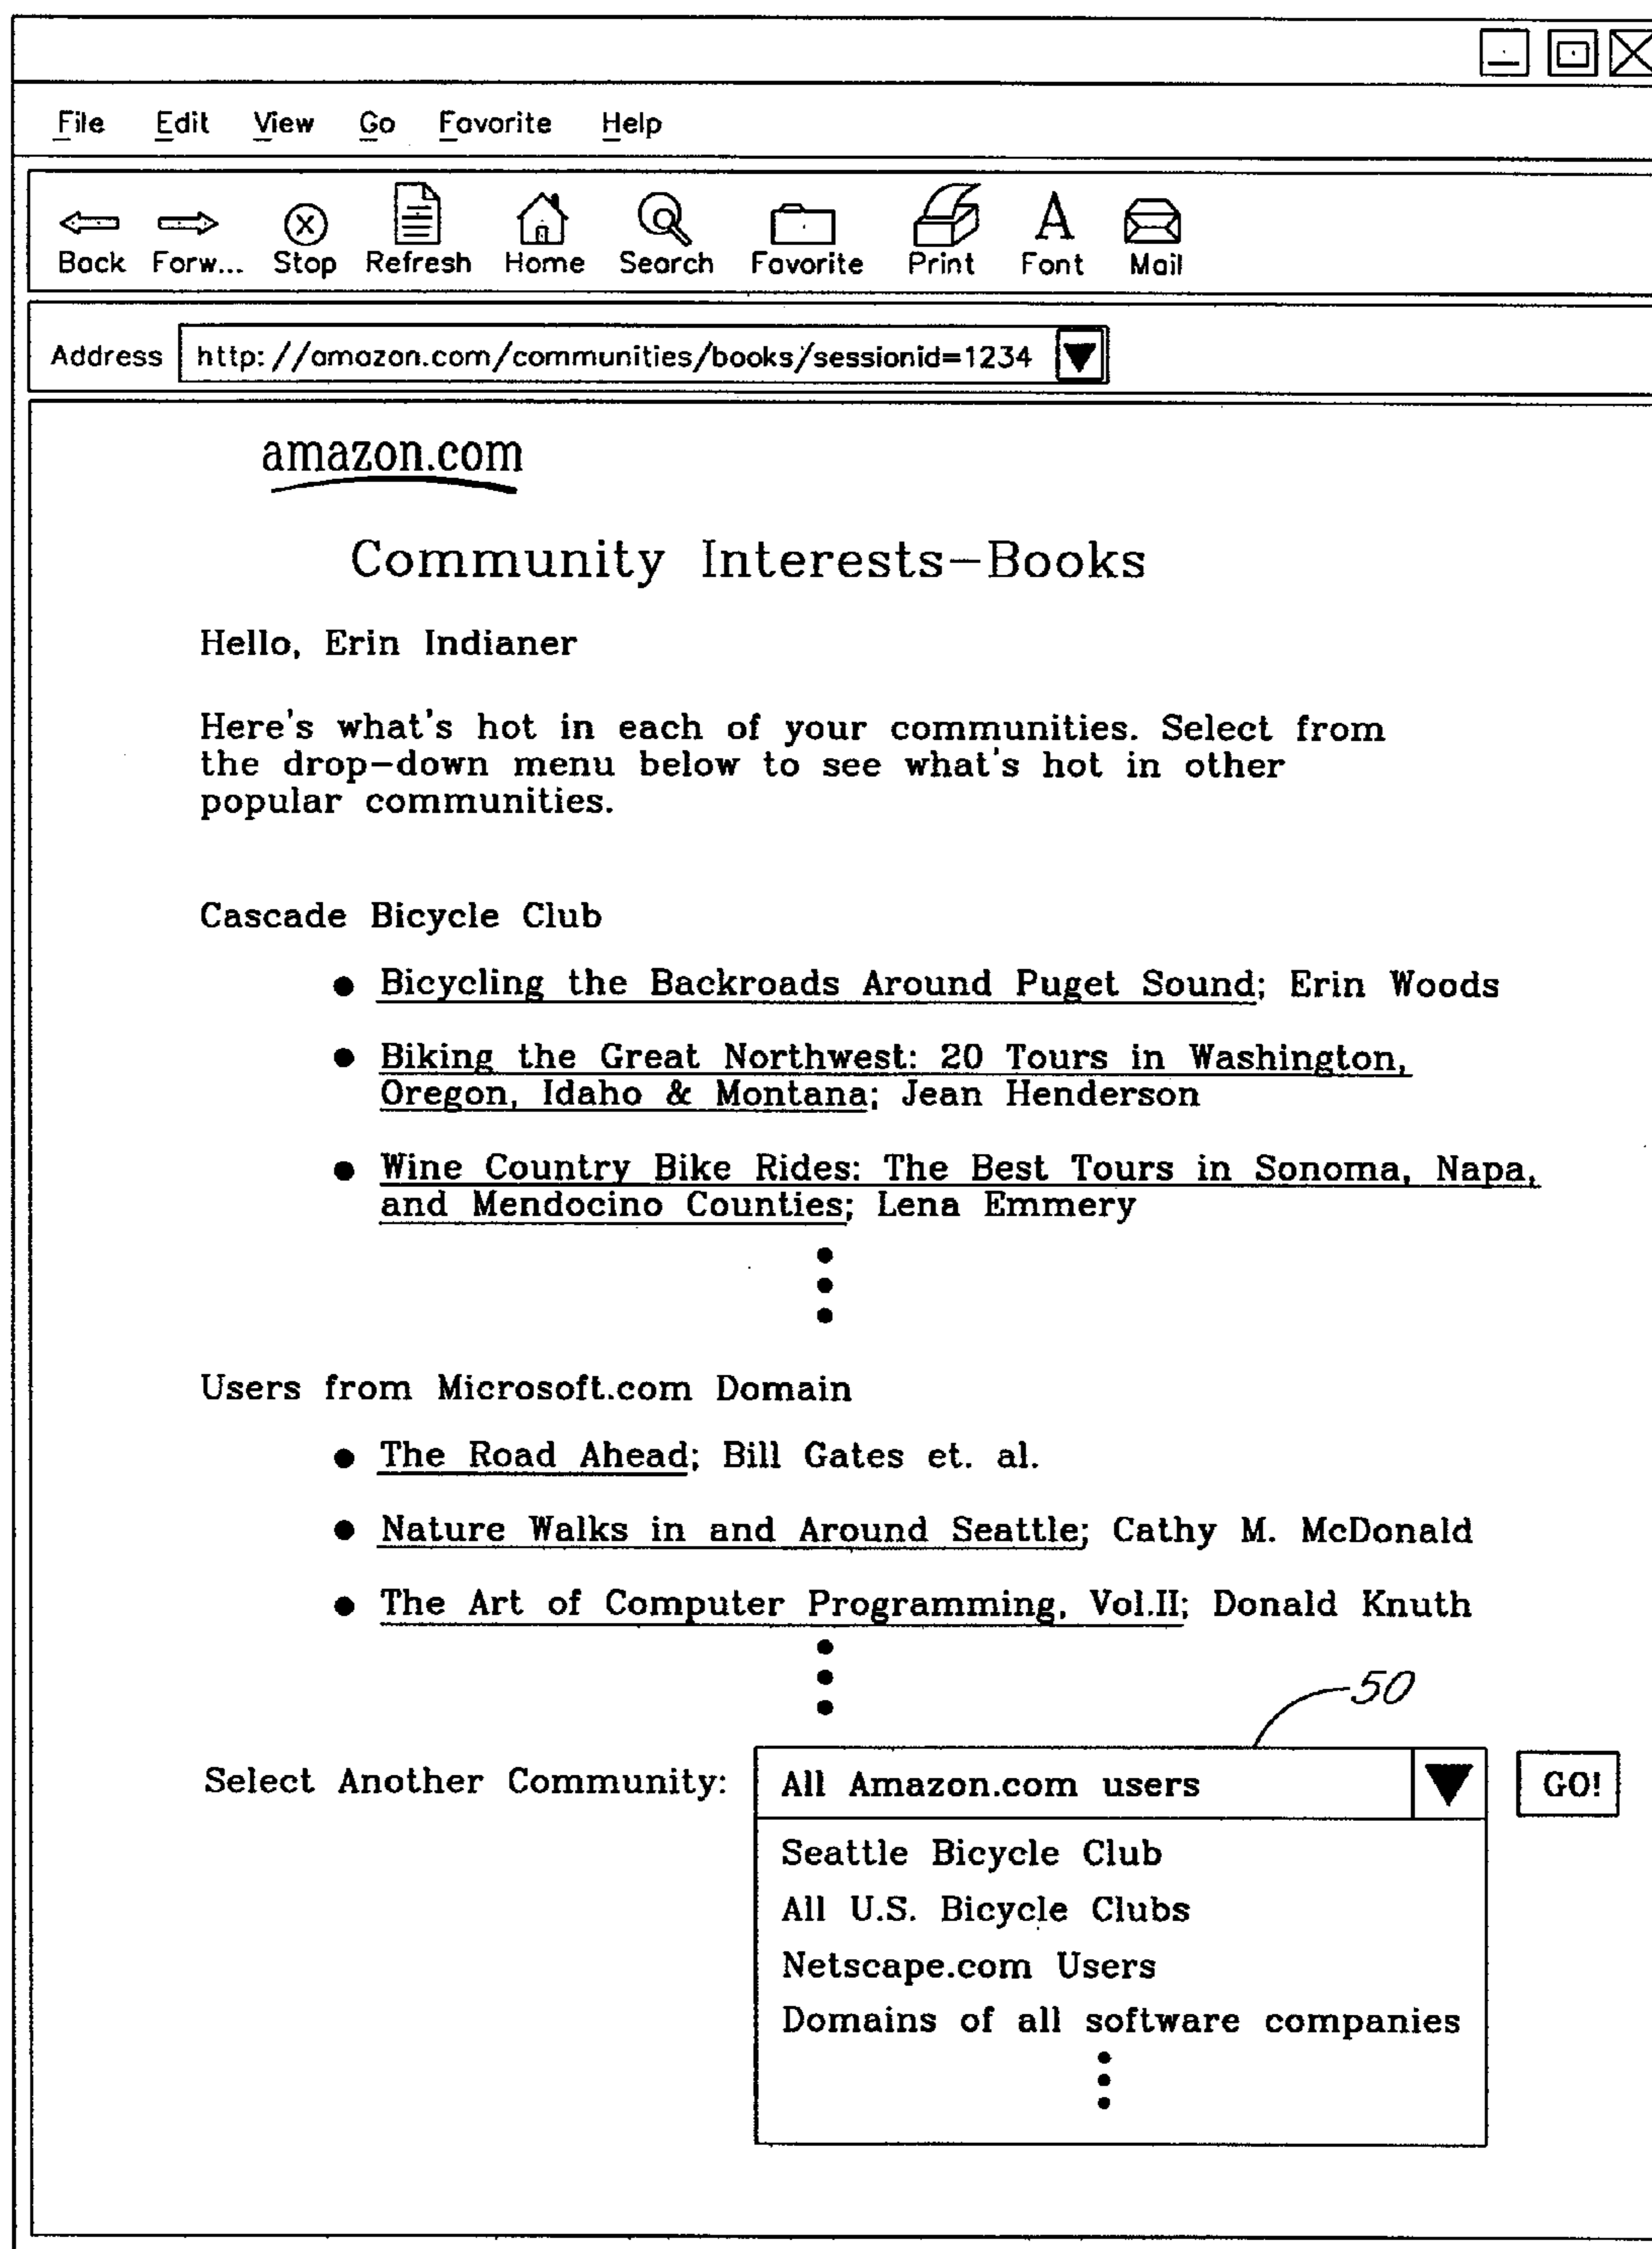 File Edit View Go Favorite Help
Back Forw... Stop Refresh Home Search Favorite Print Font Mail
Address http://amazon.com/communities/books/sessionid=1234
amazon.com
Community Interests-Books
Hello, Erin Indianer
Here's what's hot in each of your communities. Select from
the drop-down menu below to see what's hot in other
popular communities.
Cascade Bicycle Club
• Bicycling the Backroads Around Puget Sound; Erin Woods
• Biking the Great Northwest: 20 Tours in Washington,
Oregon, Idaho & Montana; Jean Henderson
• Wine Country Bike Rides: The Best Tours in Sonoma, Napa,
and Mendocino Counties; Lena Emmery
Users from Microsoft.com Domain
• The Road Ahead; Bill Gates et. al.
• Nature Walks in and Around Seattle; Cathy M. McDonald
• The Art of Computer Programming, Vol.II; Donald Knuth
50
Select Another Community: All Amazon.com users GO!
Seattle Bicycle Club
All U.S. Bicycle Clubs
Netscape.com Users
Domains of all software companies